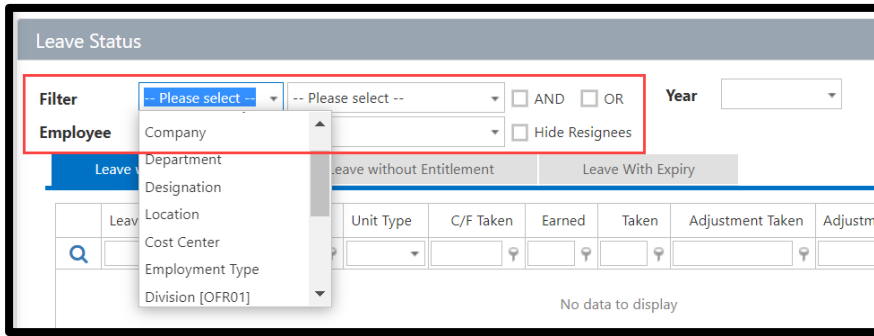 Leave Status
Filter -- Please select -- -- Please select -- AND OR Year
Employee Hide Resignees
Company
Department
Designation
Location
Cost Center
Employment Type
Division [OFR01]
Leave without Entitlement Leave With Expiry
Unit Type C/F Taken Earned Taken Adjustment Taken
No data to display